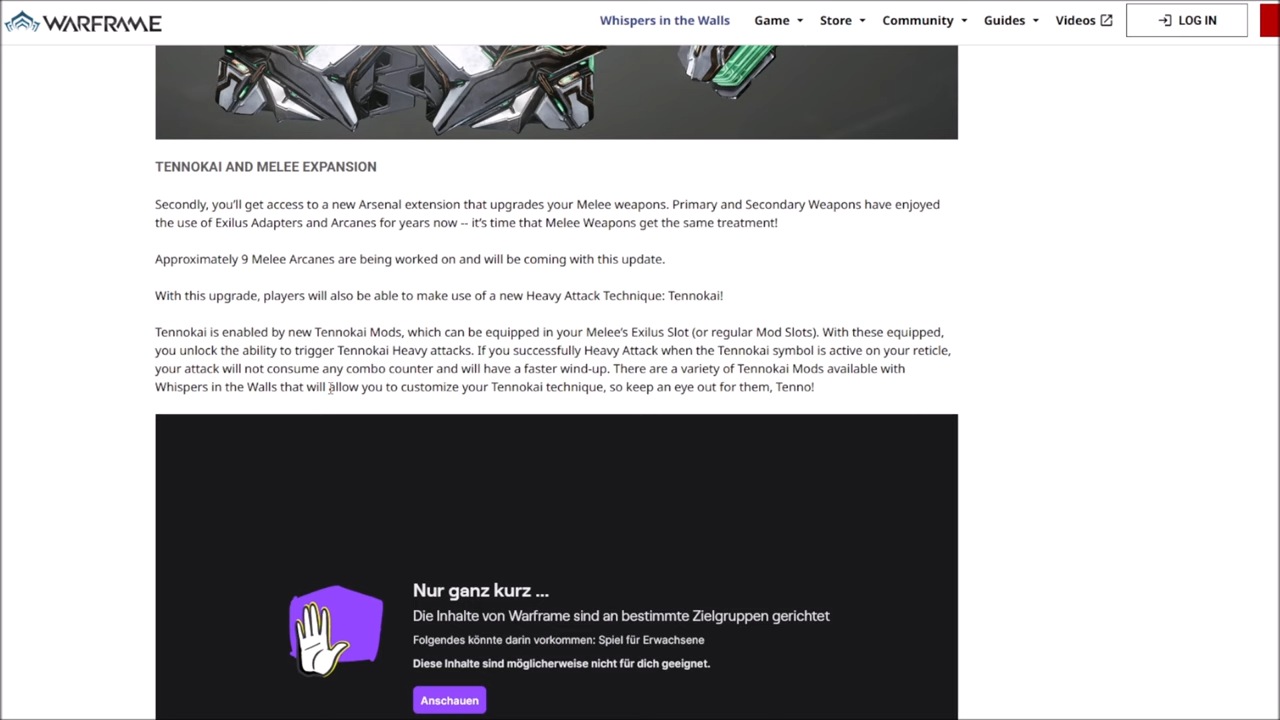 WARFRAME
Whispers in the Walls
Game
Store
Community
Guides
Videos
LOG IN
TENNOKAI AND MELEE EXPANSION
Secondly, you’ll get access to a new Arsenal extension that upgrades your Melee weapons. Primary and Secondary Weapons have enjoyed
the use of Exilus Adapters and Arcanes for years now -- it’s time that Melee Weapons get the same treatment!
Approximately 9 Melee Arcanes are being worked on and will be coming with this update.
With this upgrade, players will also be able to make use of a new Heavy Attack Technique: Tennokai!
Tennokai is enabled by new Tennokai Mods, which can be equipped in your Melee’s Exilus Slot (or regular Mod Slots). With these equipped,
you unlock the ability to trigger Tennokai Heavy attacks. If you successfully Heavy Attack when the Tennokai symbol is active on your reticle,
your attack will not consume any combo counter and will have a faster wind-up. There are a variety of Tennokai Mods available with
Whispers in the Walls that will allow you to customize your Tennokai technique, so keep an eye out for them, Tenno!
Nur ganz kurz ...
Die Inhalte von Warframe sind an bestimmte Zielgruppen gerichtet
Folgendes könnte darin vorkommen: Spiel für Erwachsene
Diese Inhalte sind möglicherweise nicht für dich geeignet.
Anschauen